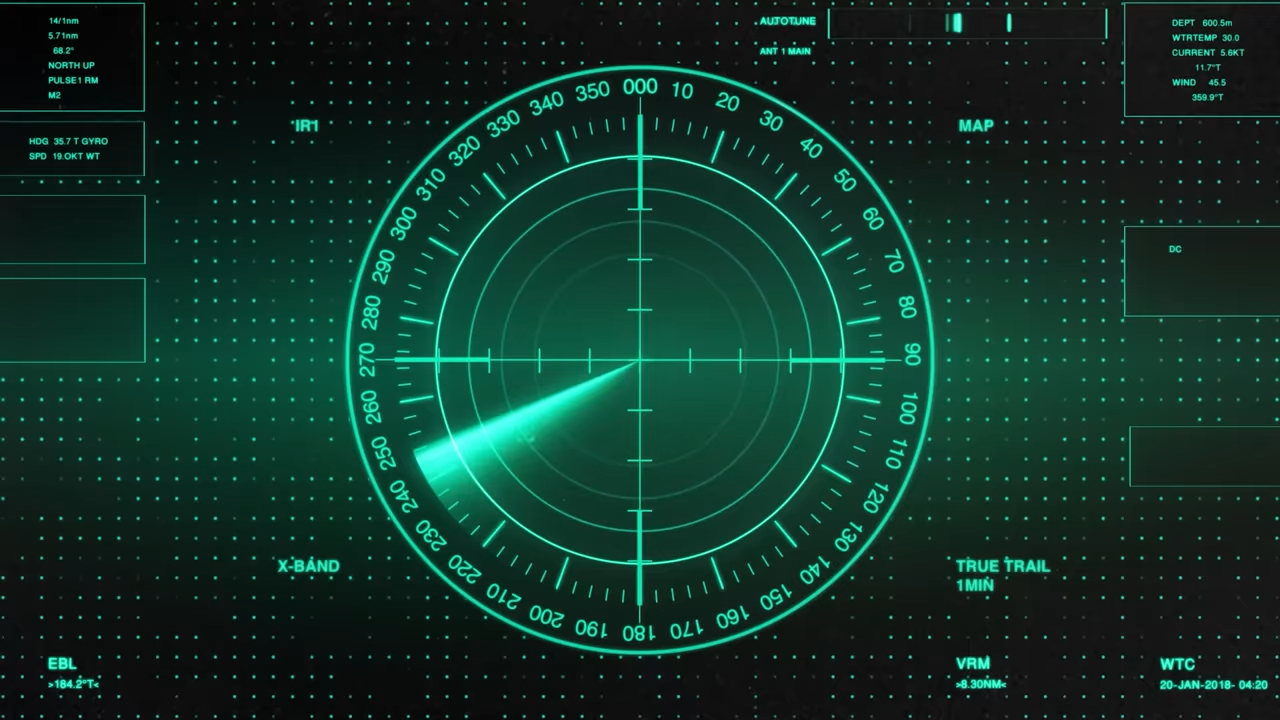 14/1nm
5.71nm
68.2°
NORTH UP
PULSE1 RM
M2
HDG 35.7 T GYRO
SPD 19.OKT WT
AUTOTUNE
ANT 1 MAIN
DEPT 600.5m
WTRTEMP 30.0
CURRENT 5.6KT
11.7°T
WIND 45.5
359.9°T
IR1
MAP
DC
000 10 20 30 40 50 60 70 80 90 100 110 120 130 140 150 160 170 180 190 200 210 220 230 240 250 260 270 280 290 300 310 320 330 340 350
X-BAND
TRUE TRAIL
1MIN
EBL
>184.2°T<
VRM
>8.30NM<
WTC
20-JAN-2018- 04:20